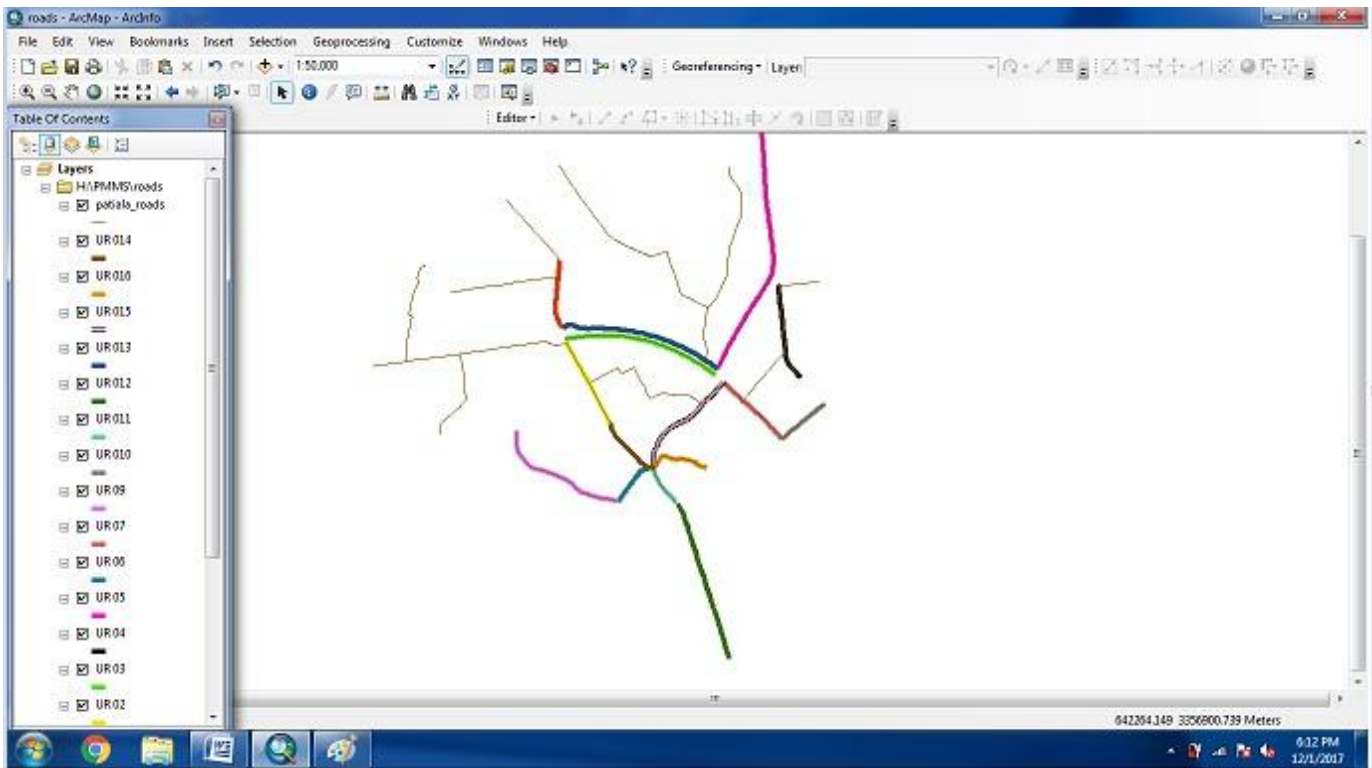 roads - ArcMap - ArcInfo
File Edit View Bookmarks Insert Selection Geoprocessing Customize Windows Help
1:50,000 Georeferencing Layer:
Editor
Table Of Contents
Layers
H:\PMMS\roads
patiala_roads
UR014
UR016
UR015
UR013
UR012
UR011
UR010
UR09
UR07
UR06
UR05
UR04
UR03
UR02
642264.149 3356900.739 Meters
6:12 PM
12/1/2017